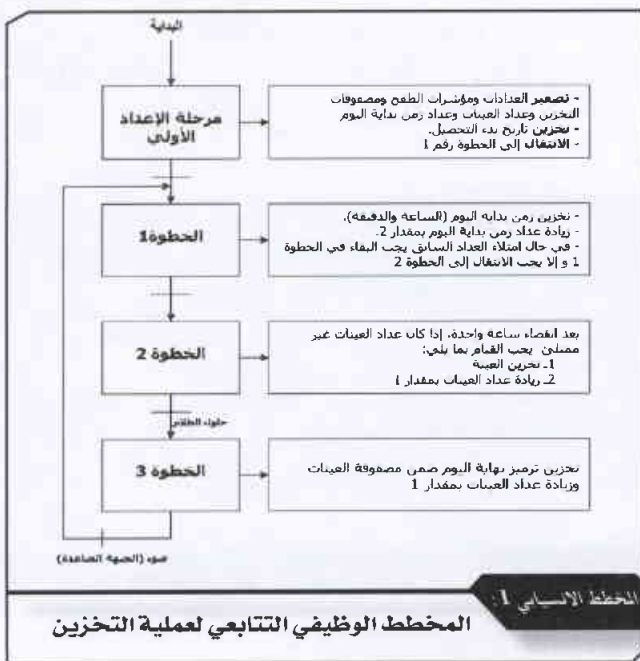 البداية
مرحلة الإعداد
الأولي
- تصفير العدادات ومؤشرات الطفح ومصفوفات
التخزين وعداد العينات وعداد زمن بداية اليوم
- تخزين تاريخ بدء التحصيل.
- الانتقال إلى الخطوة رقم 1
الخطوة1
- تخزين زمن بداية اليوم (الساعة والدقيقة).
- زيادة عداد زمن بداية اليوم بمقدار 2.
- في حال امتلاء العداد السابق يجب البقاء في الخطوة
1 و إلا يجب الانتقال إلى الخطوة 2
الخطوة 2
بعد انقضاء ساعة واحدة، إذا كان عداد العينات غير
ممتلئ يجب القيام بما يلي:
1ـ تخزين العينة
2ـ زيادة عداد العينات بمقدار 1
حلول الظلام
الخطوة 3
تخزين ترميز نهاية اليوم ضمن مصفوفة العينات
وزيادة عداد العينات بمقدار 1
ضوء (الجبهة الصاعدة)
المخطط الانسيابي 1:
المخطط الوظيفي التتابعي لعملية التخزين